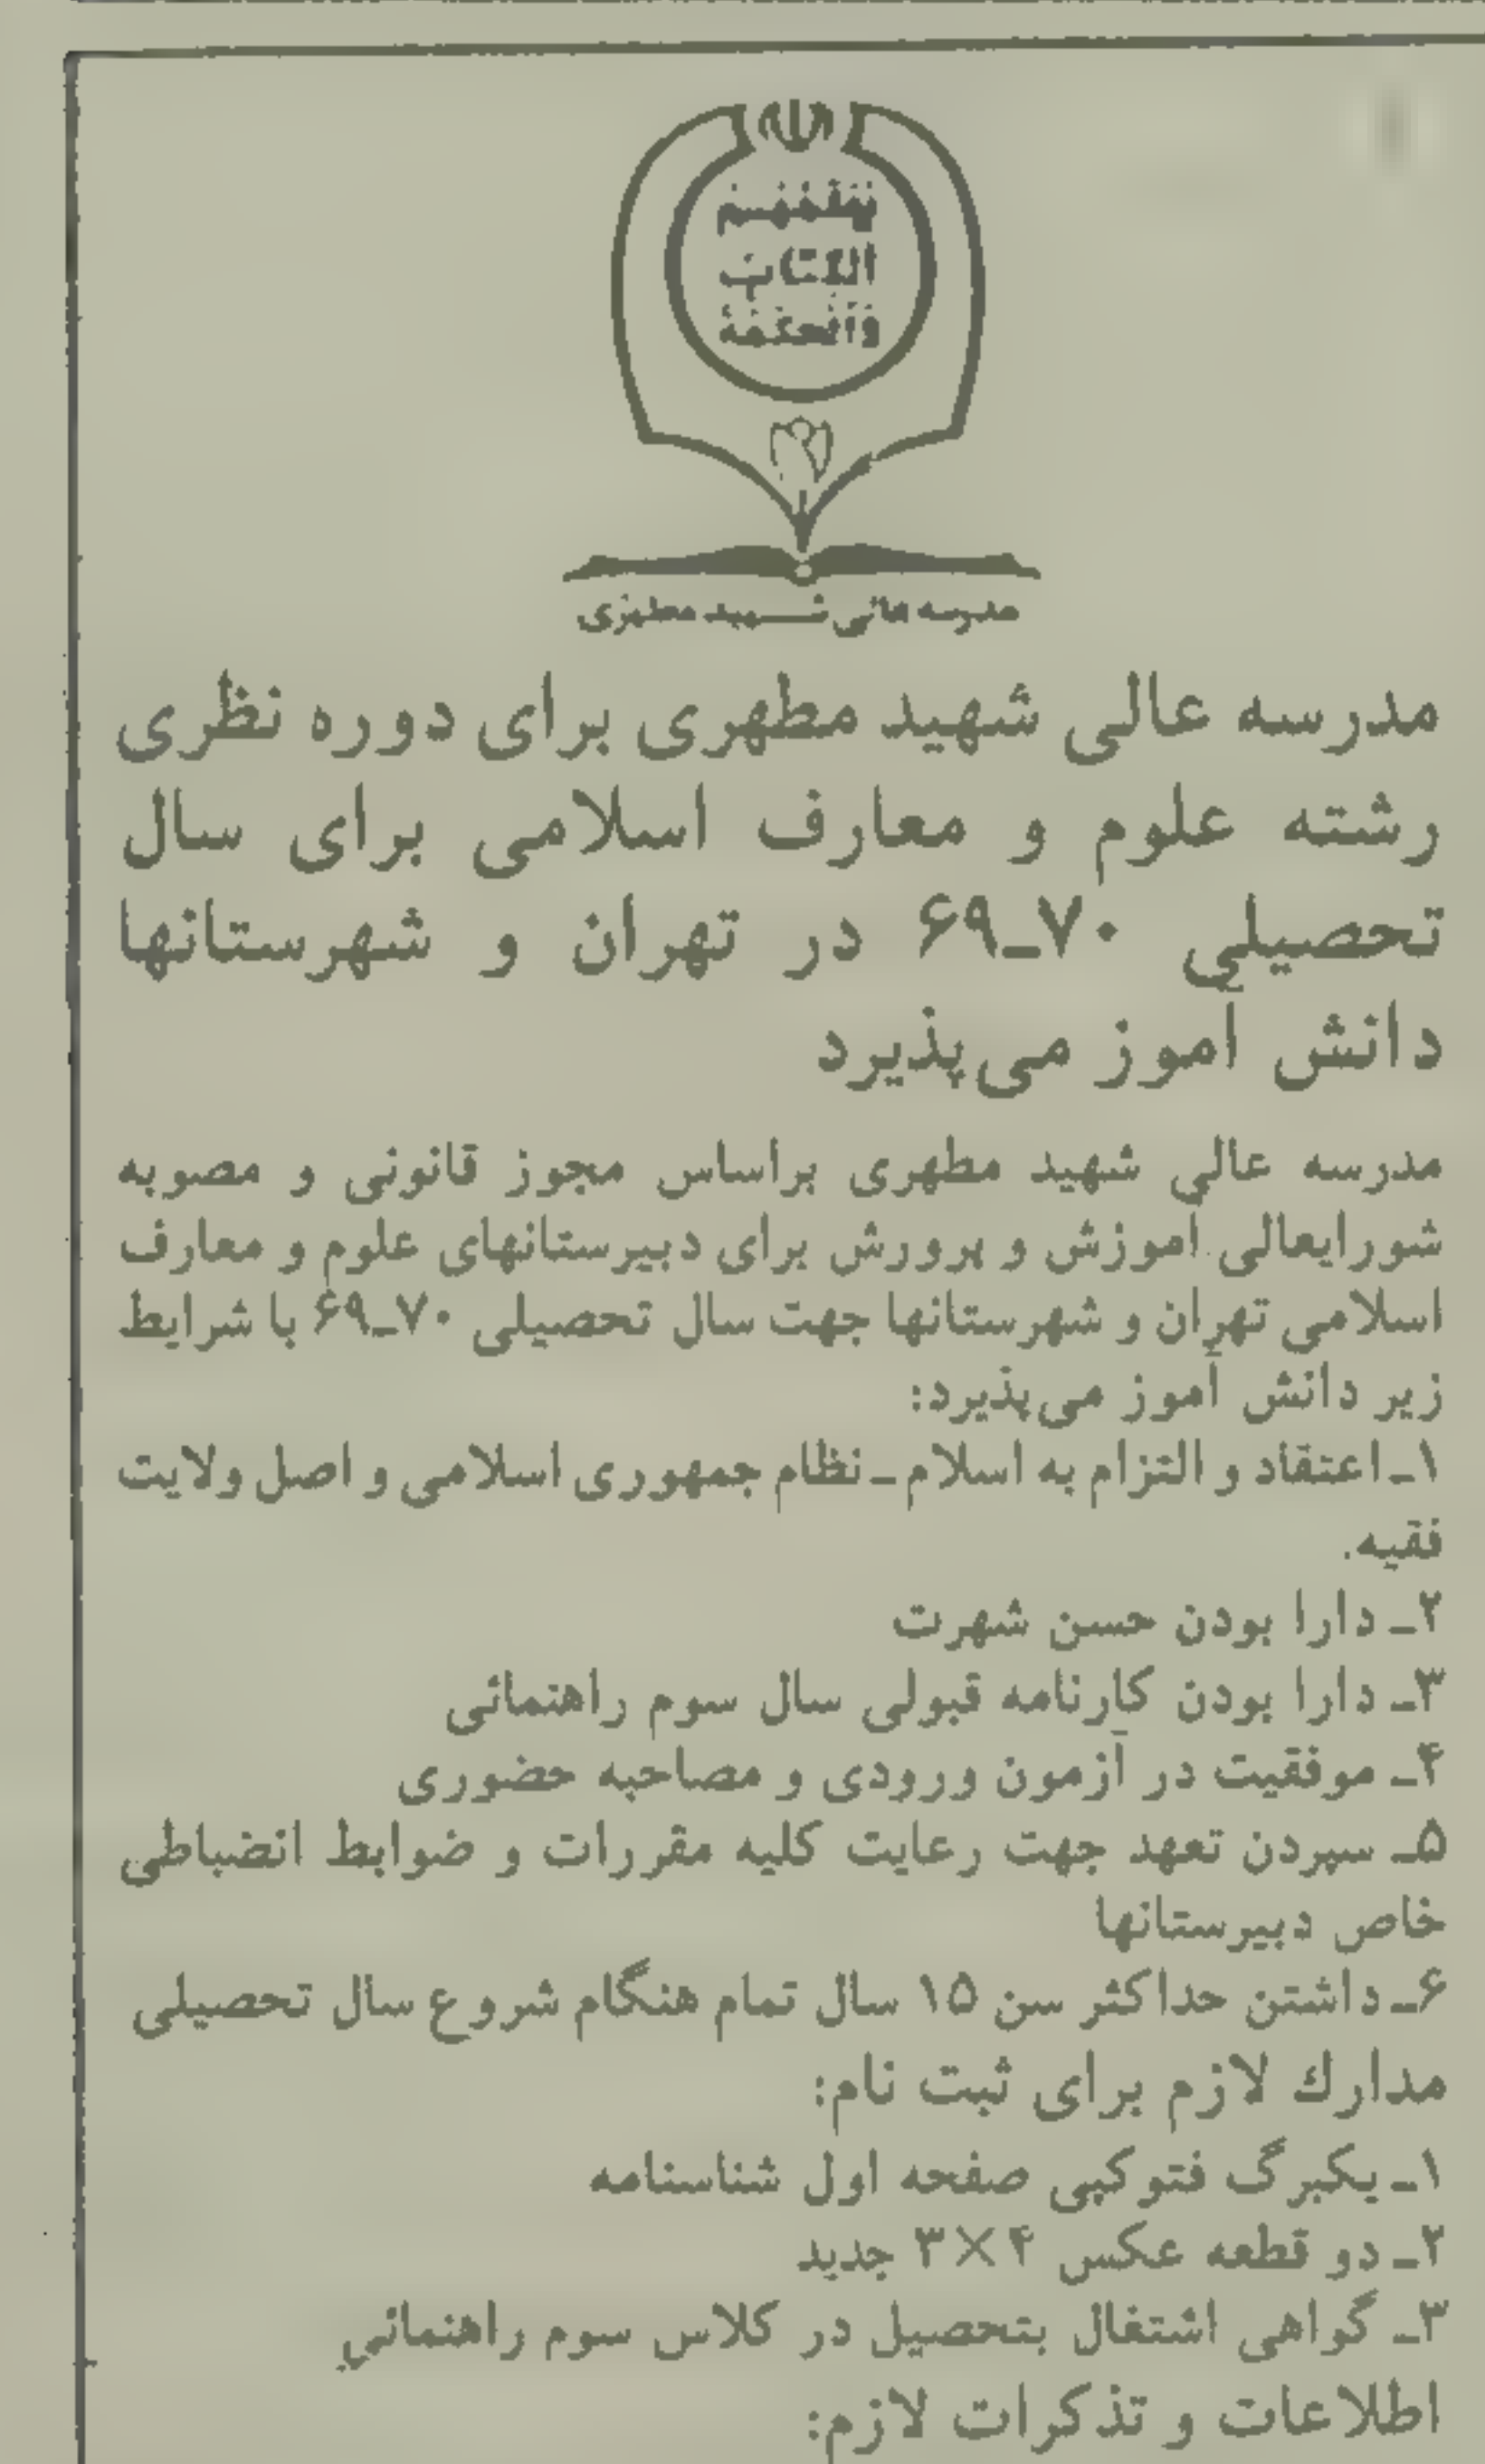 یعلمهم
الکتاب
والحکمة
مدرسه عالی شهید مطهری
مدرسه عالی شهید مطهری برای دوره نظری
رشته علوم و معارف اسلامی برای سال
تحصیلی ۷۰ـ۶۹ در تهران و شهرستانها
دانش آموز می‌پذیرد
مدرسه عالی شهید مطهری براساس مجوز قانونی و مصوبه
شورایعالی آموزش و پرورش برای دبیرستانهای علوم و معارف
اسلامی تهران و شهرستانها جهت سال تحصیلی ۷۰ـ۶۹ با شرایط
زیر دانش آموز می‌پذیرد:
۱ـ اعتقاد و التزام به اسلام ـ نظام جمهوری اسلامی و اصل ولایت
فقیه.
۲ـ دارا بودن حسن شهرت
۳ـ دارا بودن کارنامه قبولی سال سوم راهنمائی
۴ـ موفقیت در آزمون ورودی و مصاحبه حضوری
۵ـ سپردن تعهد جهت رعایت کلیه مقررات و ضوابط انضباطی
خاص دبیرستانها
۶ـ داشتن حداکثر سن ۱۵ سال تمام هنگام شروع سال تحصیلی
مدارك لازم برای ثبت نام:
۱ـ یکبرگ فتوکپی صفحه اول شناسنامه
۲ـ دو قطعه عکس ۴×۳ جدید
۳ـ گواهی اشتغال بتحصیل در کلاس سوم راهنمائی
اطلاعات و تذکرات لازم: